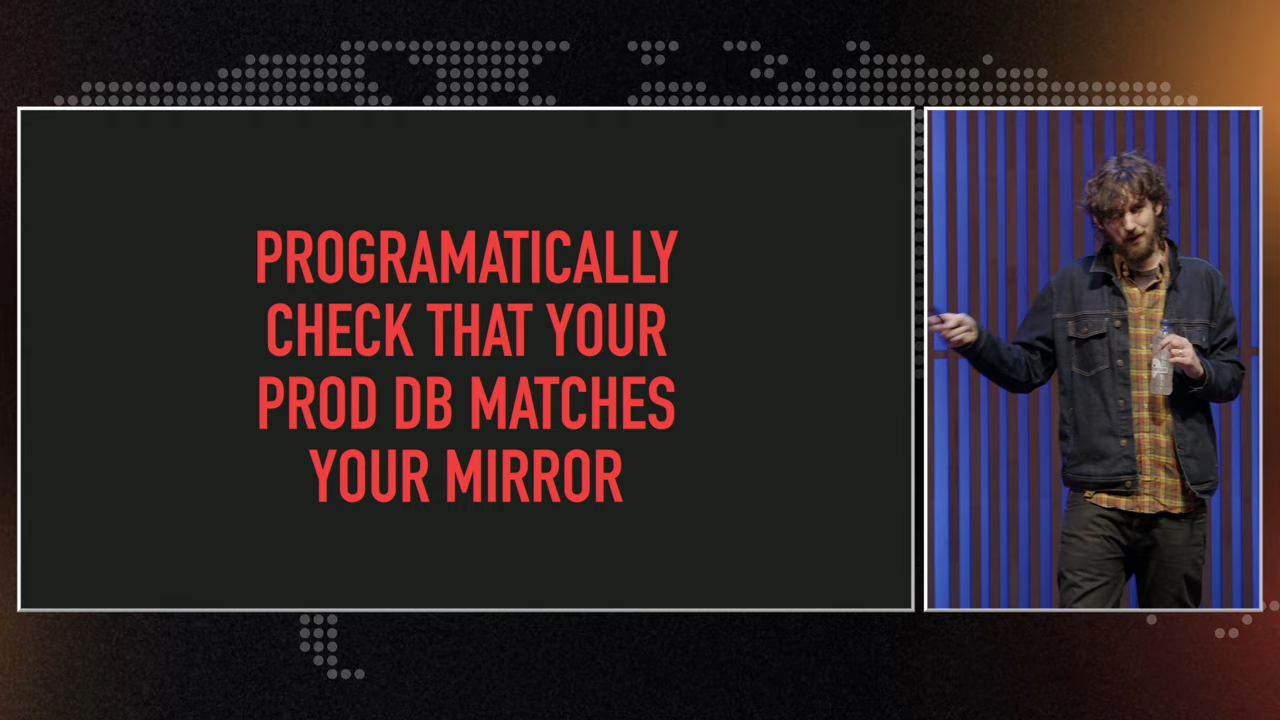 PROGRAMATICALLY
CHECK THAT YOUR
PROD DB MATCHES
YOUR MIRROR